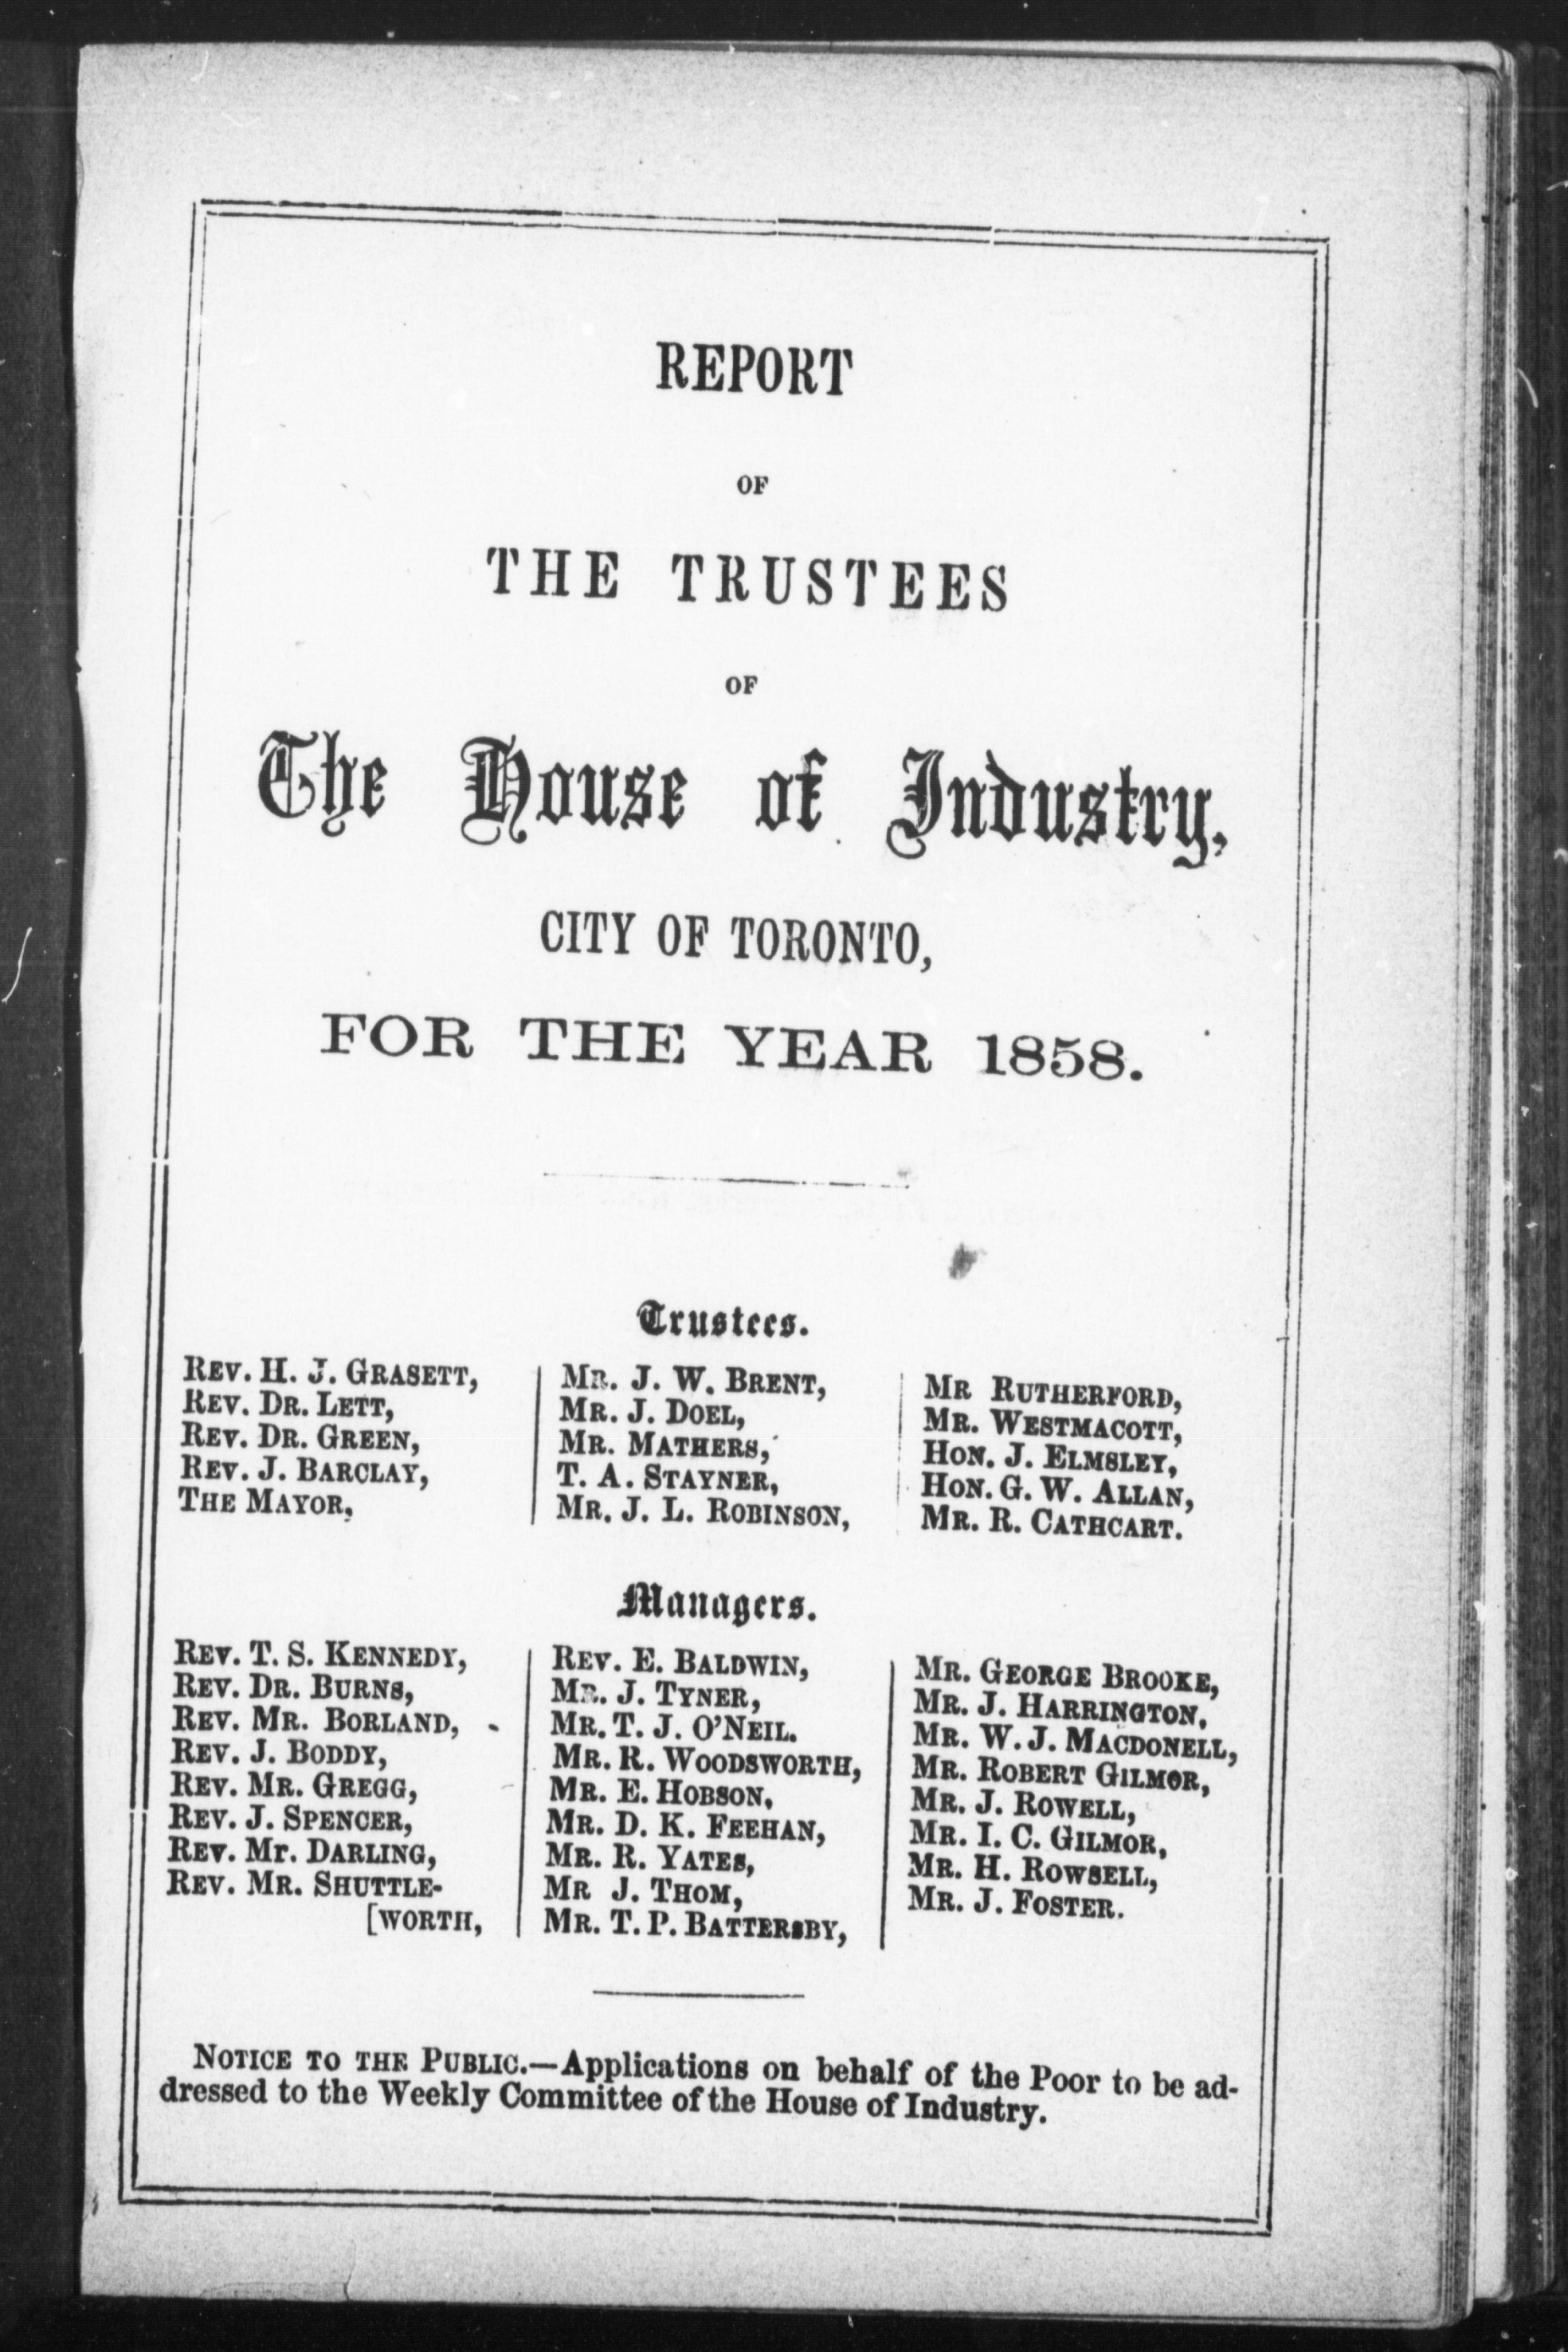 REPORT
OF
THE TRUSTEES
OF
The House of Industry,
CITY OF TORONTO,
FOR THE YEAR 1858.
Trustees.
REV. H. J. GRASETT,
REV. DR. LETT,
REV. DR. GREEN,
REV. J. BARCLAY,
THE MAYOR,
MR. J. W. BRENT,
MR. J. DOEL,
MR. MATHERS,
T. A. STAYNER,
MR. J. L. ROBINSON,
MR RUTHERFORD,
MR. WESTMACOTT,
HON. J. ELMSLEY,
HON. G. W. ALLAN,
MR. R. CATHCART.
Managers.
REV. T. S. KENNEDY,
REV. DR. BURNS,
REV. MR. BORLAND,
REV. J. BODDY,
REV. MR. GREGG,
REV. J. SPENCER,
REV. Mr. DARLING,
REV. MR. SHUTTLE-
[WORTH,
REV. E. BALDWIN,
MR. J. TYNER,
MR. T. J. O'NEIL.
MR. R. WOODSWORTH,
MR. E. HOBSON,
MR. D. K. FEEHAN,
MR. R. YATES,
MR J. THOM,
MR. T. P. BATTERSBY,
MR. GEORGE BROOKE,
MR. J. HARRINGTON,
MR. W. J. MACDONELL,
MR. ROBERT GILMOR,
MR. J. ROWELL,
MR. I. C. GILMOR,
MR. H. ROWSELL,
MR. J. FOSTER.
NOTICE TO THE PUBLIC.—Applications on behalf of the Poor to be ad-
dressed to the Weekly Committee of the House of Industry.